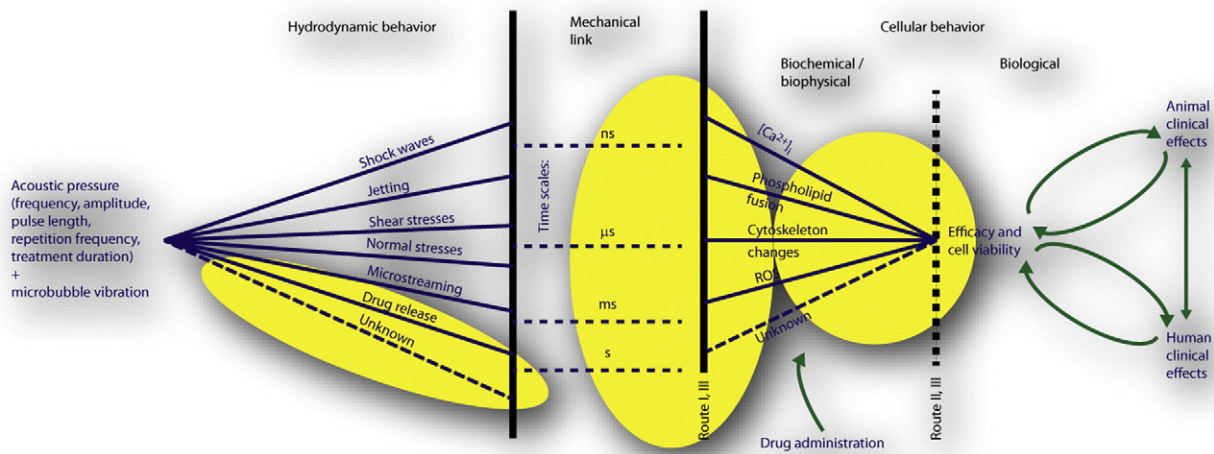 Hydrodynamic behavior
Mechanical
link
Cellular behavior
Biochemical /
biophysical
Biological
Acoustic pressure
(frequency, amplitude,
pulse length,
repetition frequency,
treatment duration)
+
microbubble vibration
Shock waves
Jetting
Shear stresses
Normal stresses
Microstreaming
Drug release
Unknown
Time scales:
ns
μs
ms
s
Route I, III
[Ca²⁺]ᵢ
Phospholipid
fusion
Cytoskeleton
changes
ROS
Unknown
Drug administration
Route II, III
Efficacy and
cell viability
Animal
clinical
effects
Human
clinical
effects